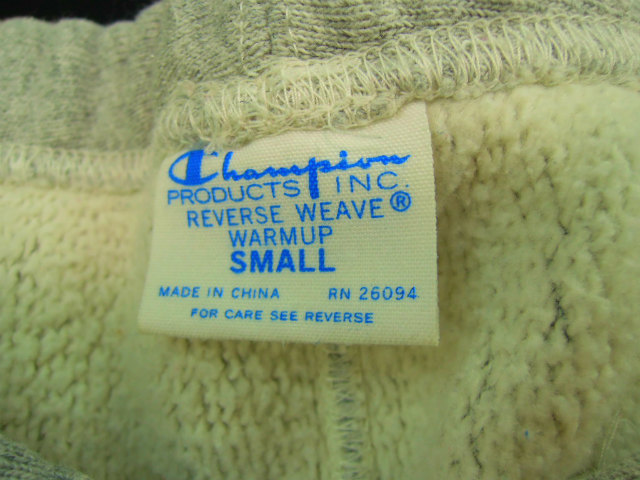 Champion
PRODUCTS INC.
REVERSE WEAVE®
WARMUP
SMALL
MADE IN CHINA RN 26094
FOR CARE SEE REVERSE